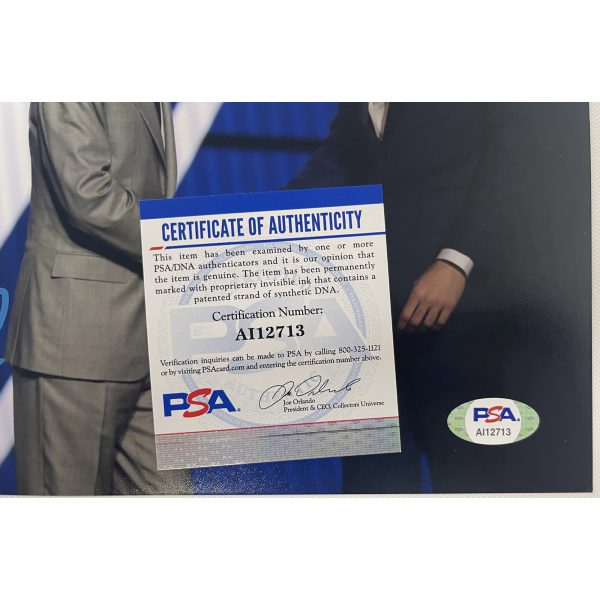 CERTIFICATE OF AUTHENTICITY
This item has been examined by one or more
PSA/DNA authenticators and it is our opinion that
the item is genuine. The item has been permanently
marked with proprietary invisible ink that contains a
patented strand of synthetic DNA.
Certification Number:
AI12713
Verification inquiries can be made to PSA by calling 800-325-1121
or by visiting PSAcard.com and entering the certification number above.
PSA
Joe Orlando
President & CEO, Collectors Universe
PSA
AI12713